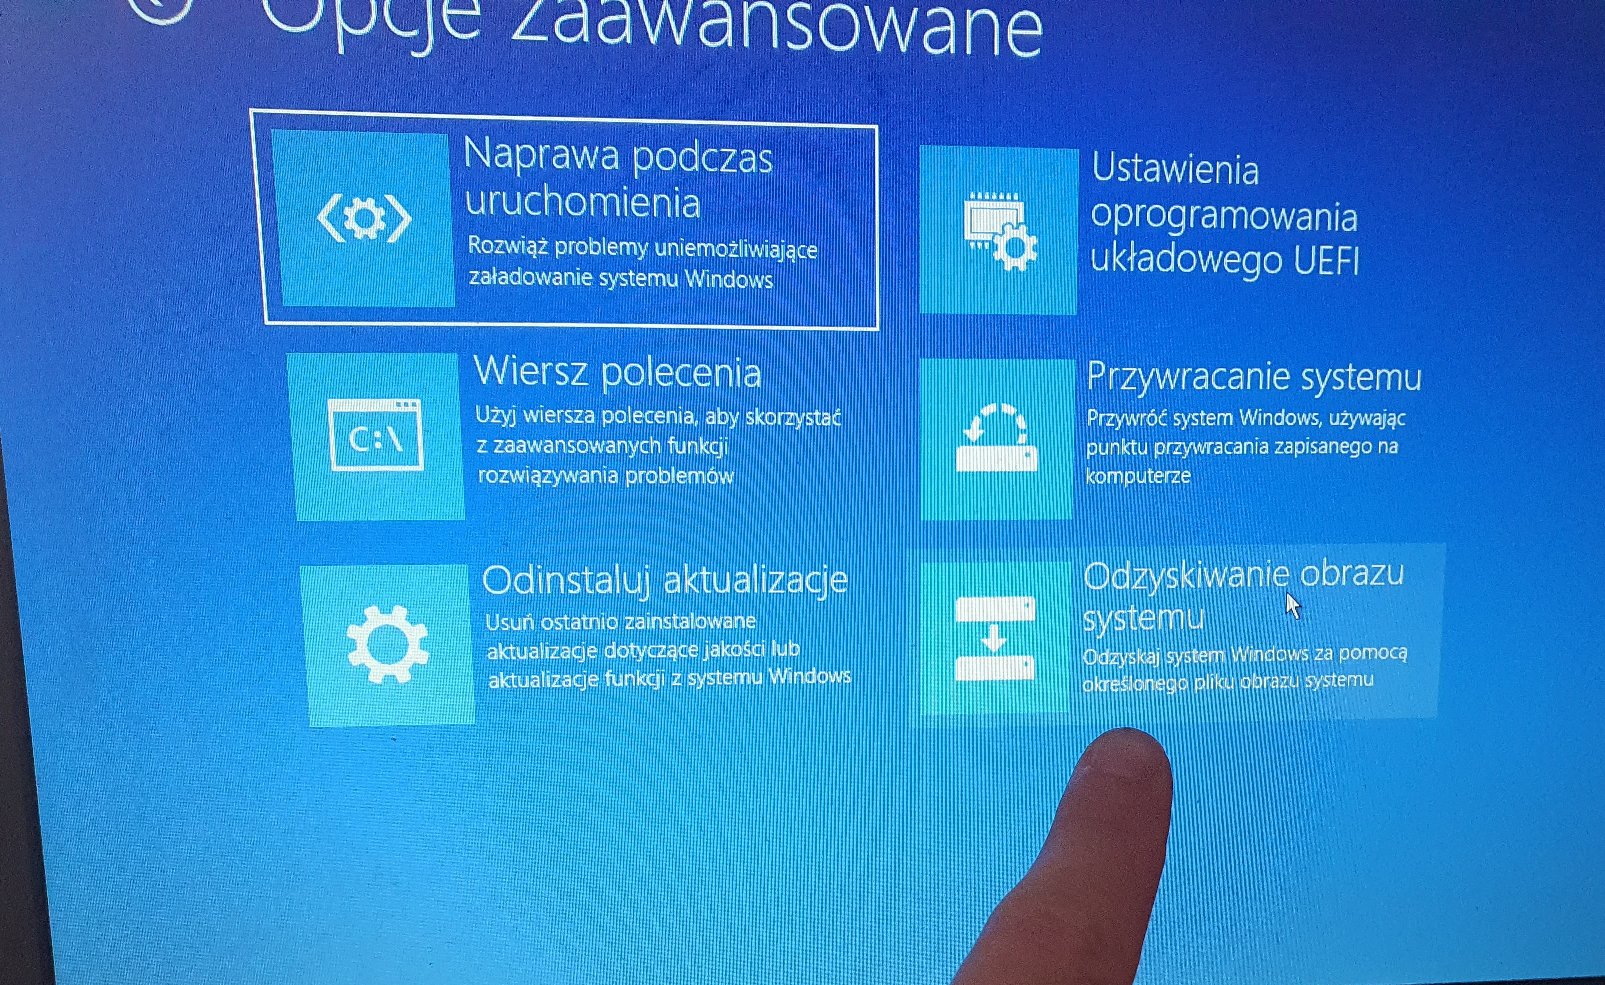 Opcje zaawansowane
Naprawa podczas
uruchomienia
Rozwiąż problemy uniemożliwiające
załadowanie systemu Windows
Wiersz polecenia
Użyj wiersza polecenia, aby skorzystać
z zaawansowanych funkcji
rozwiązywania problemów
C:\
Odinstaluj aktualizacje
Usuń ostatnio zainstalowane
aktualizacje dotyczące jakości lub
aktualizacje funkcji z systemu Windows
Ustawienia
oprogramowania
układowego UEFI
Przywracanie systemu
Przywróć system Windows, używając
punktu przywracania zapisanego na
komputerze
Odzyskiwanie obrazu
systemu
Odzyskaj system Windows za pomocą
określonego pliku obrazu systemu